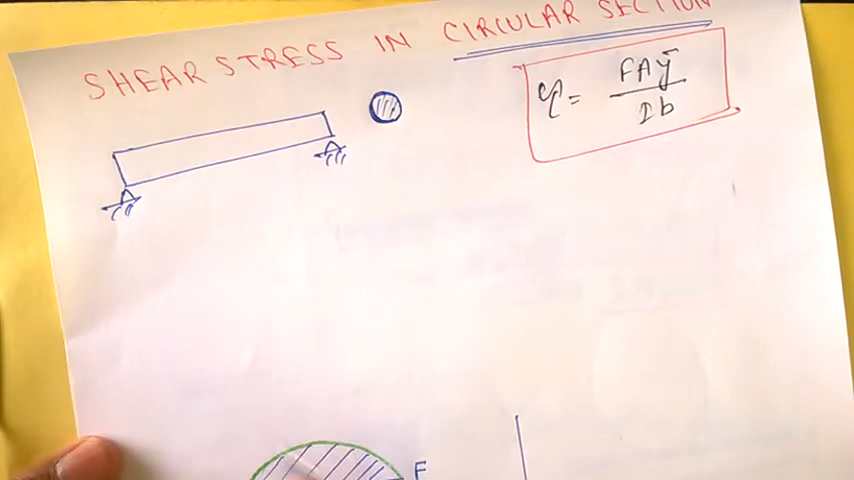 SHEAR STRESS IN CIRCULAR SECTION
τ = FAȳ / Ib
F